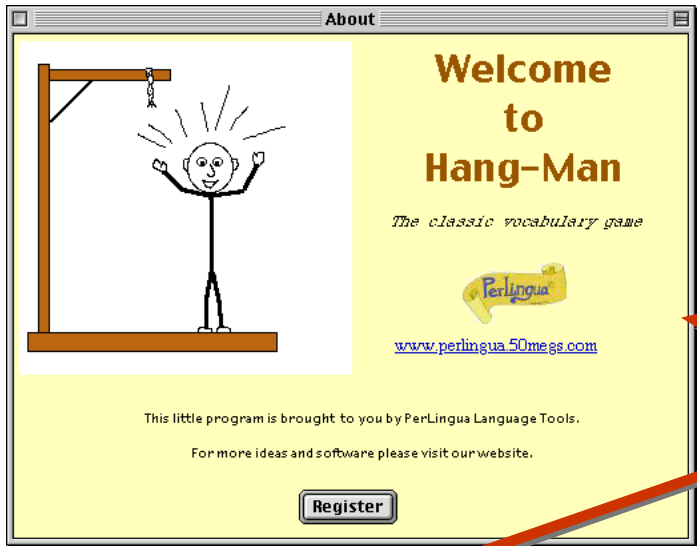 About
Welcome
to
Hang-Man
The classic vocabulary game
PerLingua
www.perlingua.50megs.com
This little program is brought to you by PerLingua Language Tools.
For more ideas and software please visit our website.
Register